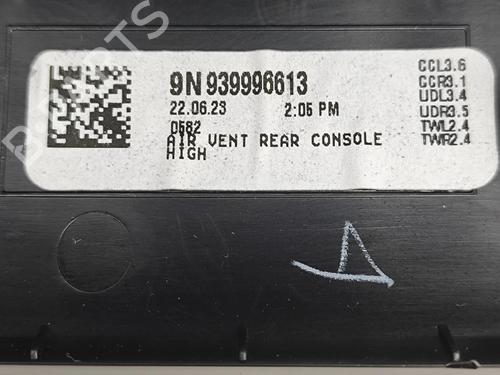 9N939996613
22.06.23 2:05 PM
D582
AIR VENT REAR CONSOLE
HIGH
CCL3.6
CCR3.1
UDL3.4
UDR3.5
TWL2.4
TWR2.4